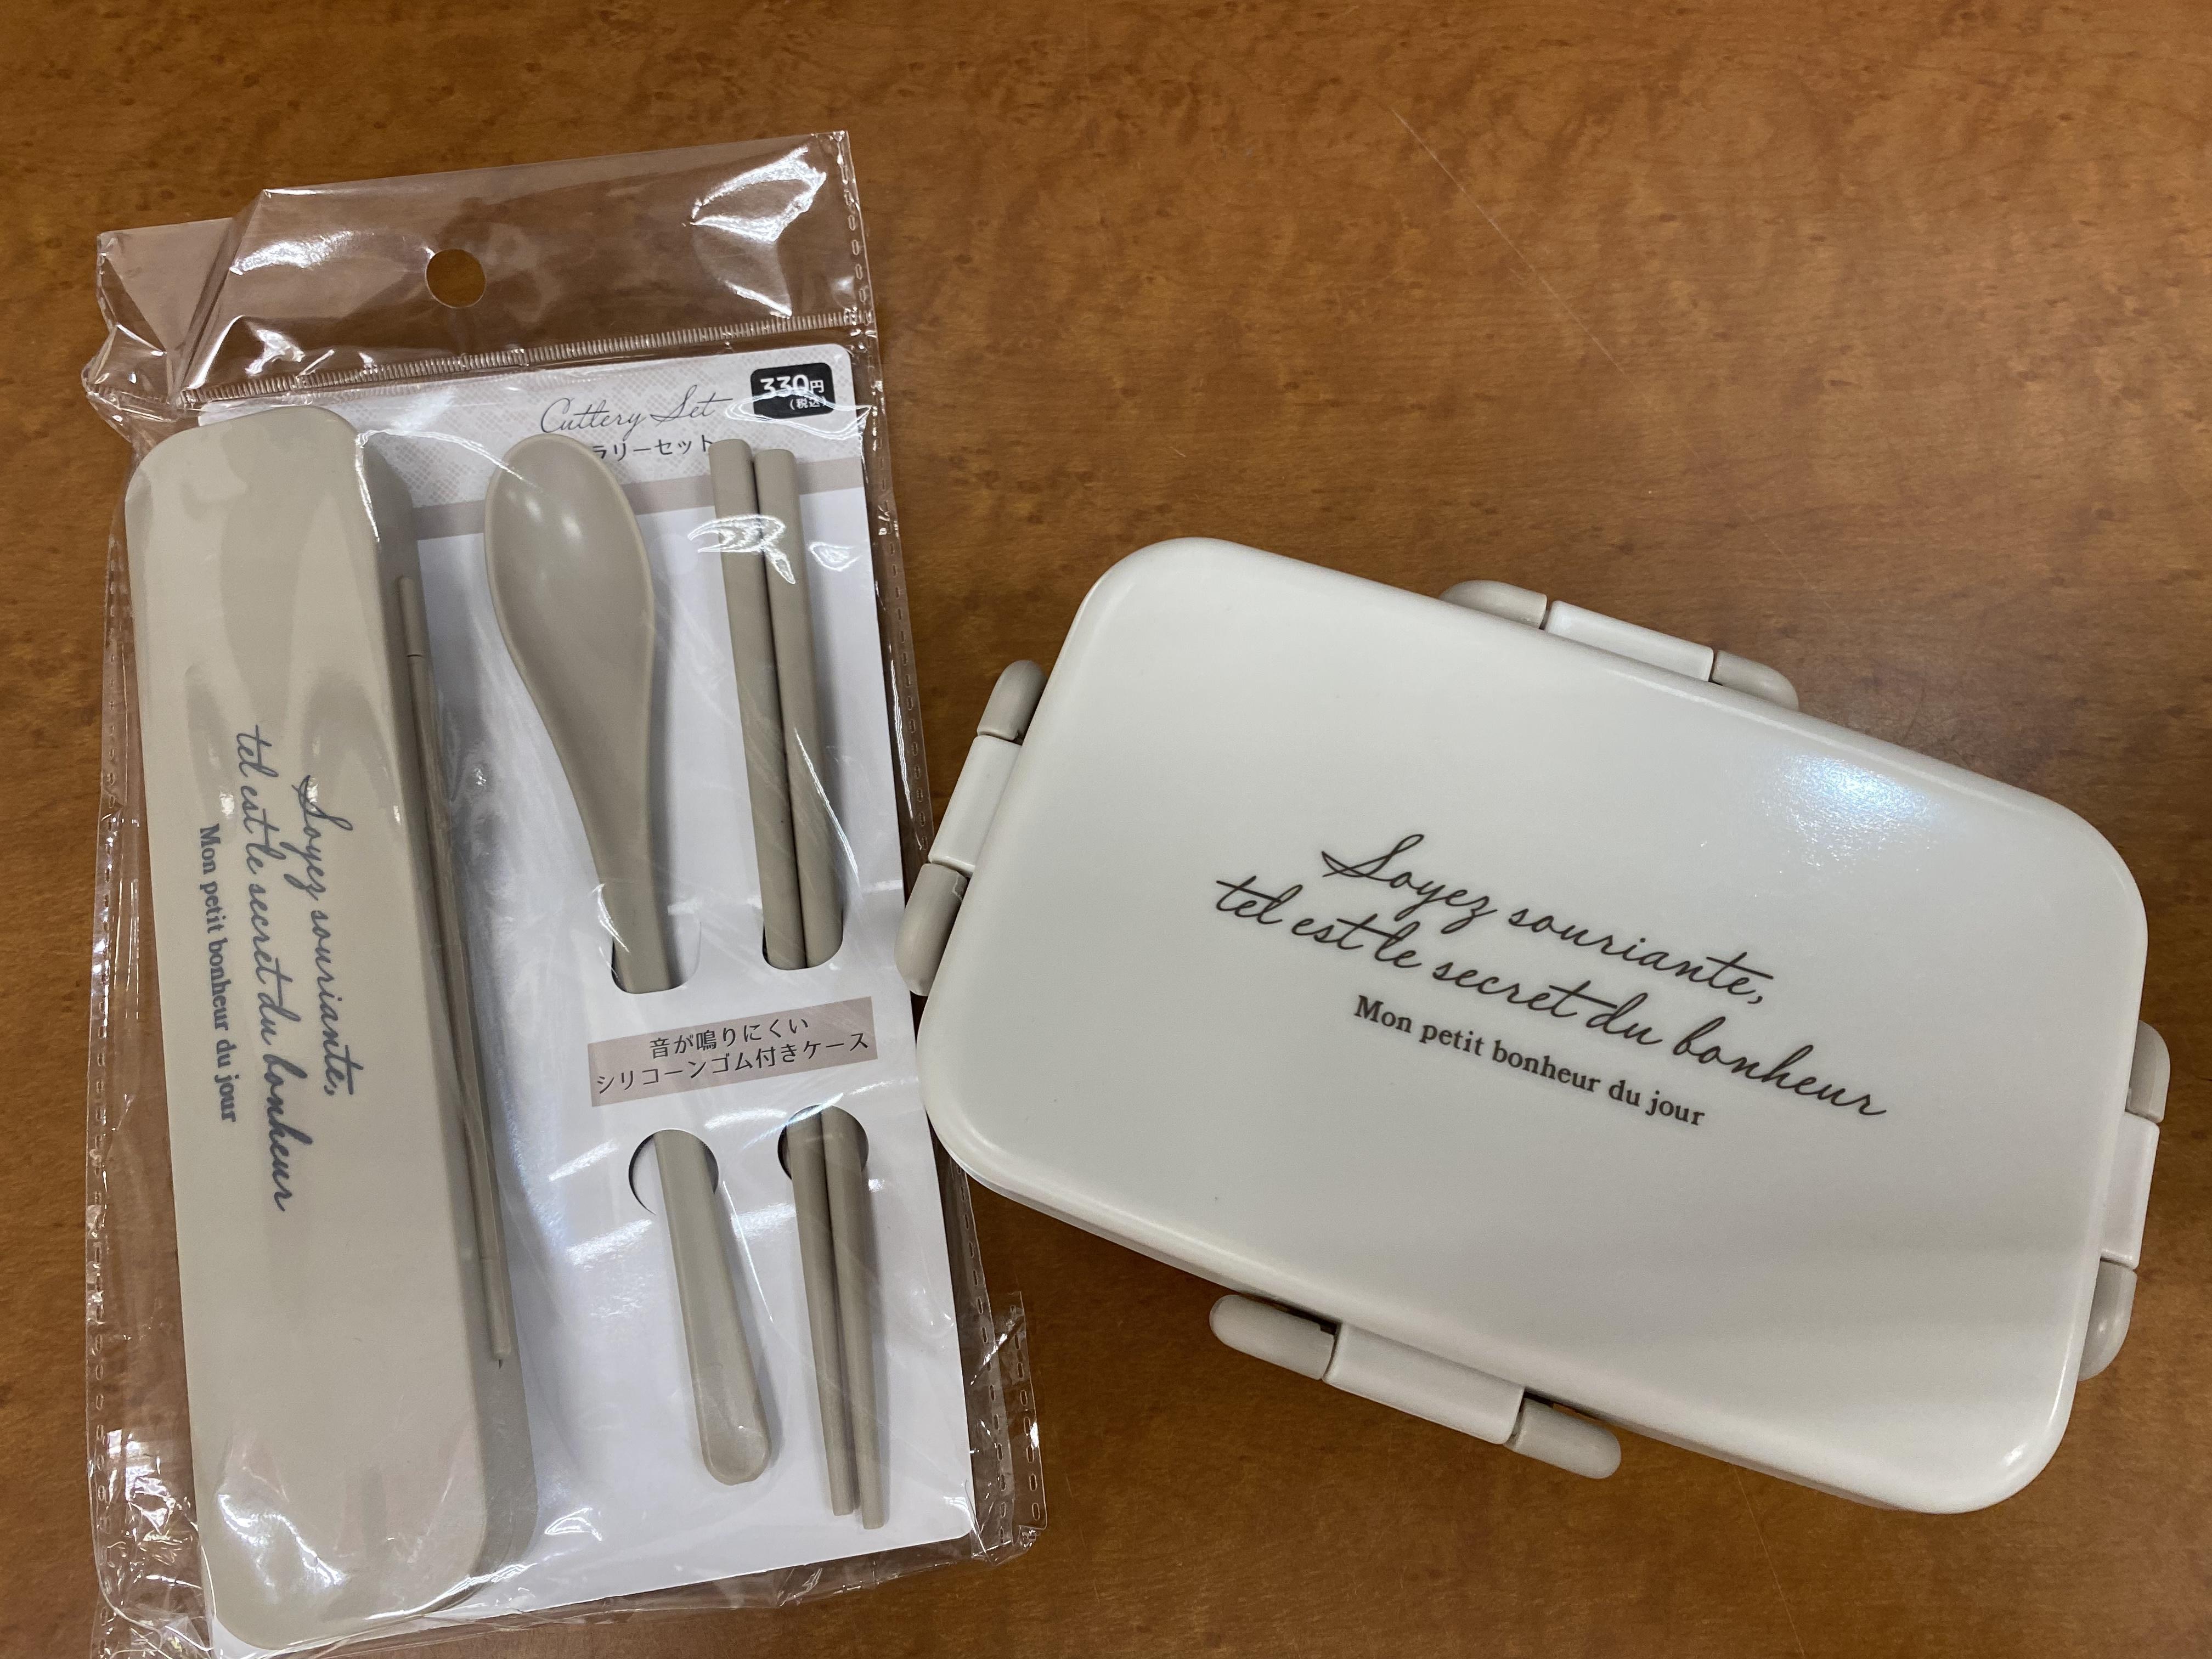 Cutlery Set
330円
(税込)
ラリーセット
Soyez souriante,
tel est le secret du bonheur
Mon petit bonheur du jour
音が鳴りにくい
シリコーンゴム付きケース
Soyez souriante,
tel est le secret du bonheur
Mon petit bonheur du jour